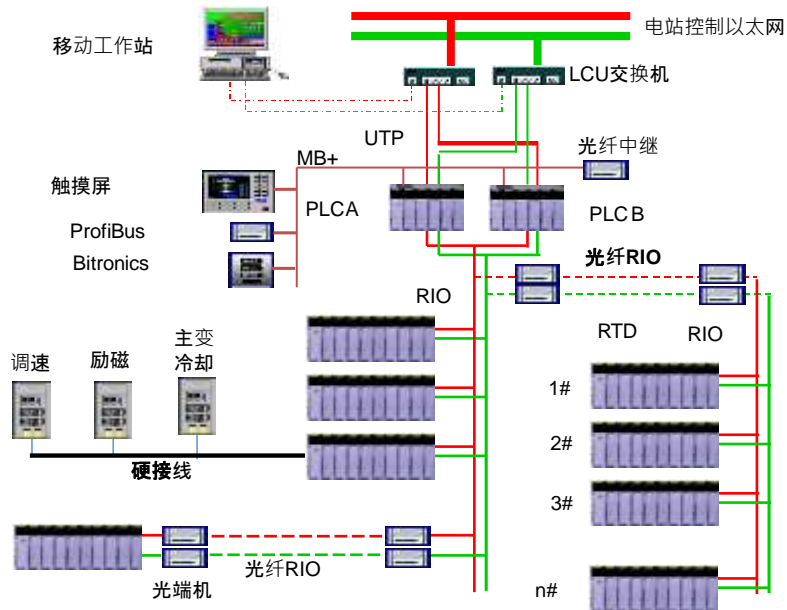 电站控制以太网
移动工作站
LCU交换机
UTP
光纤中继
MB+
触摸屏
PLCA
PLCB
ProfiBus
Bitronics
光纤RIO
RIO
RTD
RIO
主变
冷却
调速
励磁
1#
2#
硬接线
3#
光纤RIO
光端机
n#